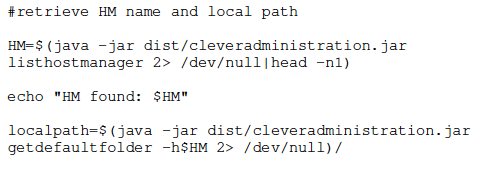 #retrieve HM name and local path
HM=$(java -jar dist/cleveradministration.jar
listhostmanager 2> /dev/null|head -n1)
echo "HM found: $HM"
localpath=$(java -jar dist/cleveradministration.jar
getdefaultfolder -h$HM 2> /dev/null)/